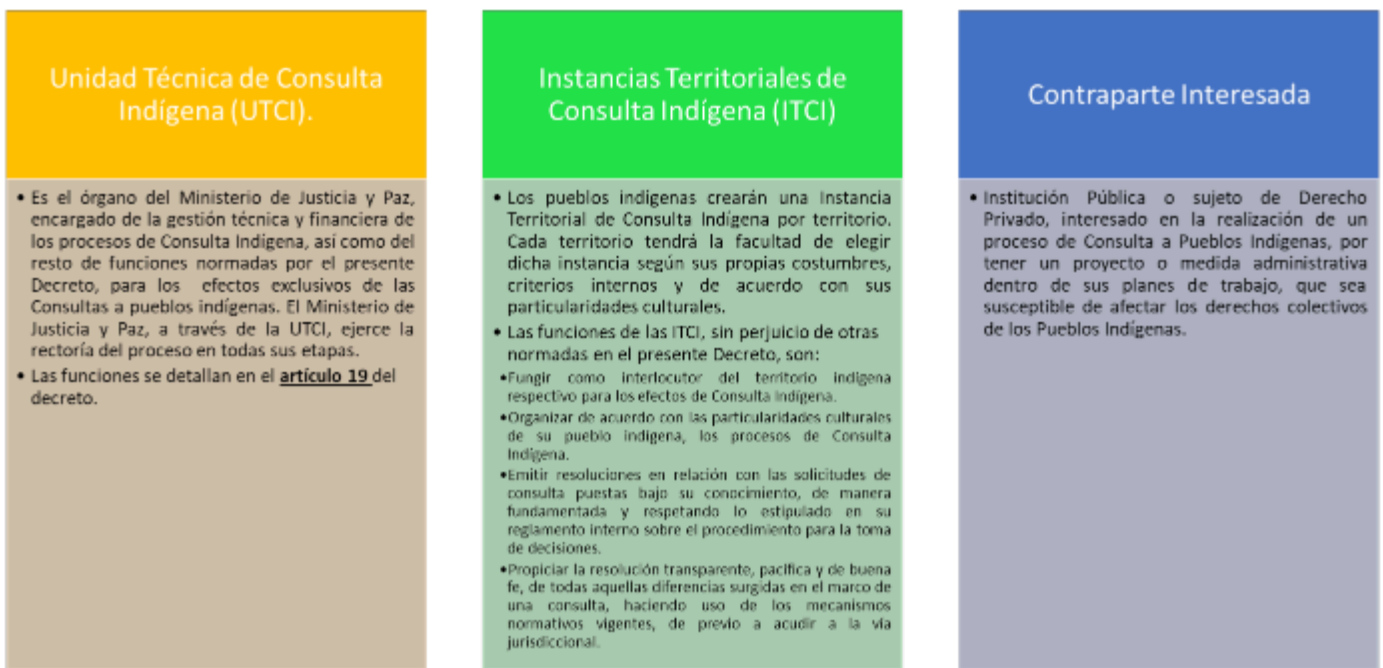 Unidad Técnica de Consulta
Indígena (UTCI).
• Es el órgano del Ministerio de Justicia y Paz,
encargado de la gestión técnica y financiera de
los procesos de Consulta Indígena, así como del
resto de funciones normadas por el presente
Decreto, para los efectos exclusivos de las
Consultas a pueblos indígenas. El Ministerio de
Justicia y Paz, a través de la UTCI, ejerce la
rectoría del proceso en todas sus etapas.
• Las funciones se detallan en el artículo 19 del
decreto.
Instancias Territoriales de
Consulta Indígena (ITCI)
• Los pueblos indígenas crearán una Instancia
Territorial de Consulta Indígena por territorio.
Cada territorio tendrá la facultad de elegir
dicha instancia según sus propias costumbres,
criterios internos y de acuerdo con sus
particularidades culturales.
• Las funciones de las ITCI, sin perjuicio de otras
normadas en el presente Decreto, son:
•Fungir como interlocutor del territorio indígena
respectivo para los efectos de Consulta Indígena.
•Organizar de acuerdo con las particularidades culturales
de su pueblo indígena, los procesos de Consulta
Indígena.
•Emitir resoluciones en relación con las solicitudes de
consulta puestas bajo su conocimiento, de manera
fundamentada y respetando lo estipulado en su
reglamento interno sobre el procedimiento para la toma
de decisiones.
•Propiciar la resolución transparente, pacífica y de buena
fe, de todas aquellas diferencias surgidas en el marco de
una consulta, haciendo uso de los mecanismos
normativos vigentes, de previo a acudir a la vía
jurisdiccional.
Contraparte Interesada
• Institución Pública o sujeto de Derecho
Privado, interesado en la realización de un
proceso de Consulta a Pueblos Indígenas, por
tener un proyecto o medida administrativa
dentro de sus planes de trabajo, que sea
susceptible de afectar los derechos colectivos
de los Pueblos Indígenas.